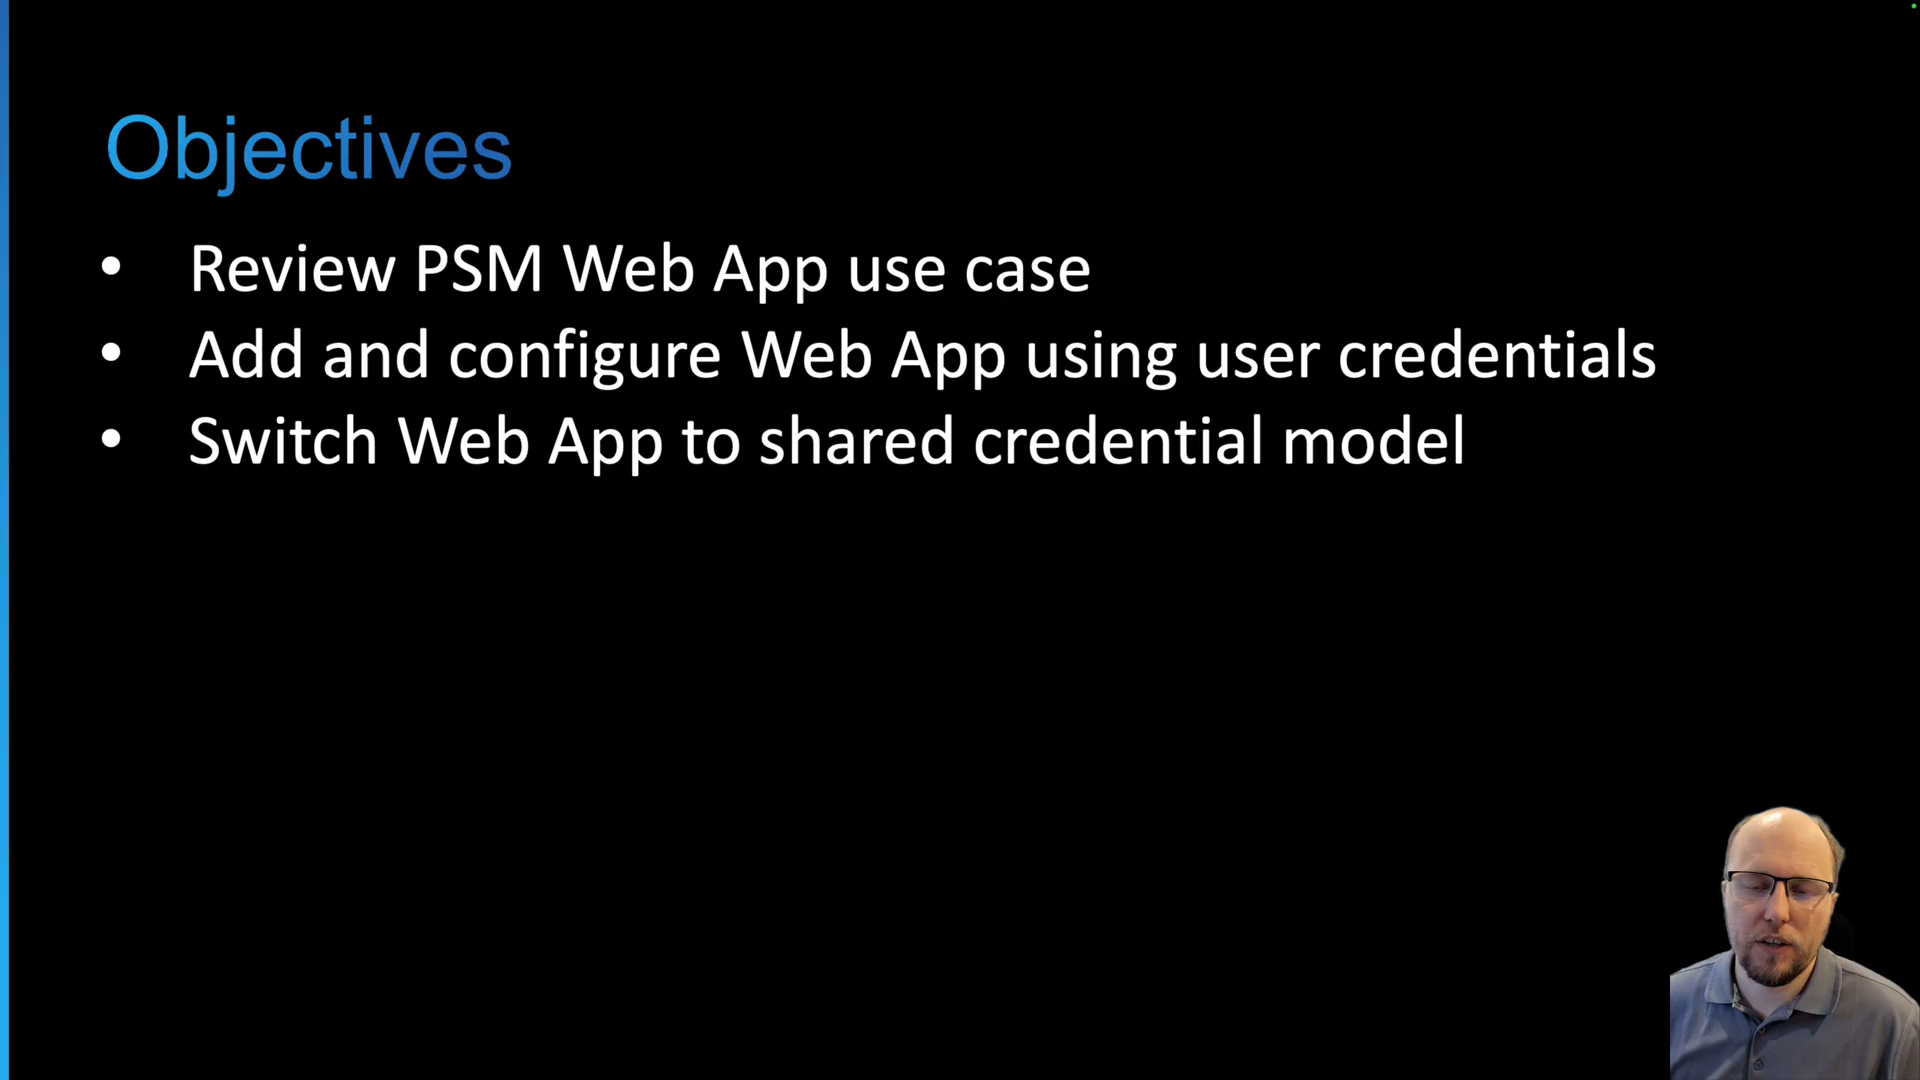 Objectives
• Review PSM Web App use case
• Add and configure Web App using user credentials
• Switch Web App to shared credential model